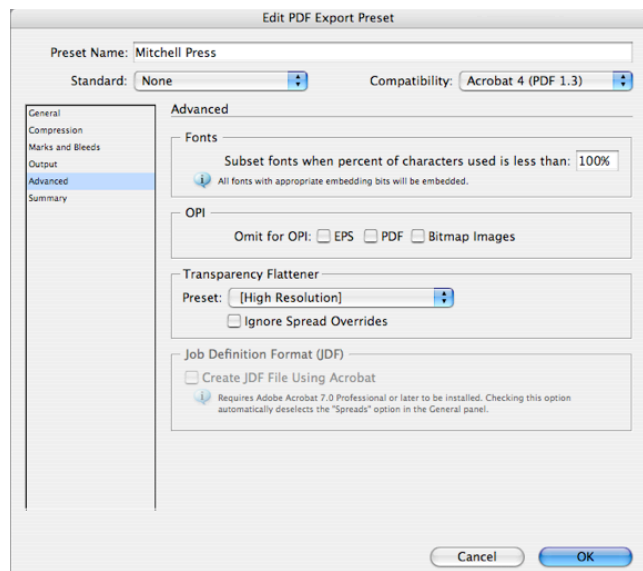 Edit PDF Export Preset
Preset Name: Mitchell Press
Standard: None Compatibility: Acrobat 4 (PDF 1.3)
General
Compression
Marks and Bleeds
Output
Advanced
Summary
Advanced
Fonts
Subset fonts when percent of characters used is less than: 100%
All fonts with appropriate embedding bits will be embedded.
OPI
Omit for OPI: EPS PDF Bitmap Images
Transparency Flattener
Preset: [High Resolution]
Ignore Spread Overrides
Job Definition Format (JDF)
Create JDF File Using Acrobat
Requires Adobe Acrobat 7.0 Professional or later to be installed. Checking this option
automatically deselects the "Spreads" option in the General panel.
Cancel OK